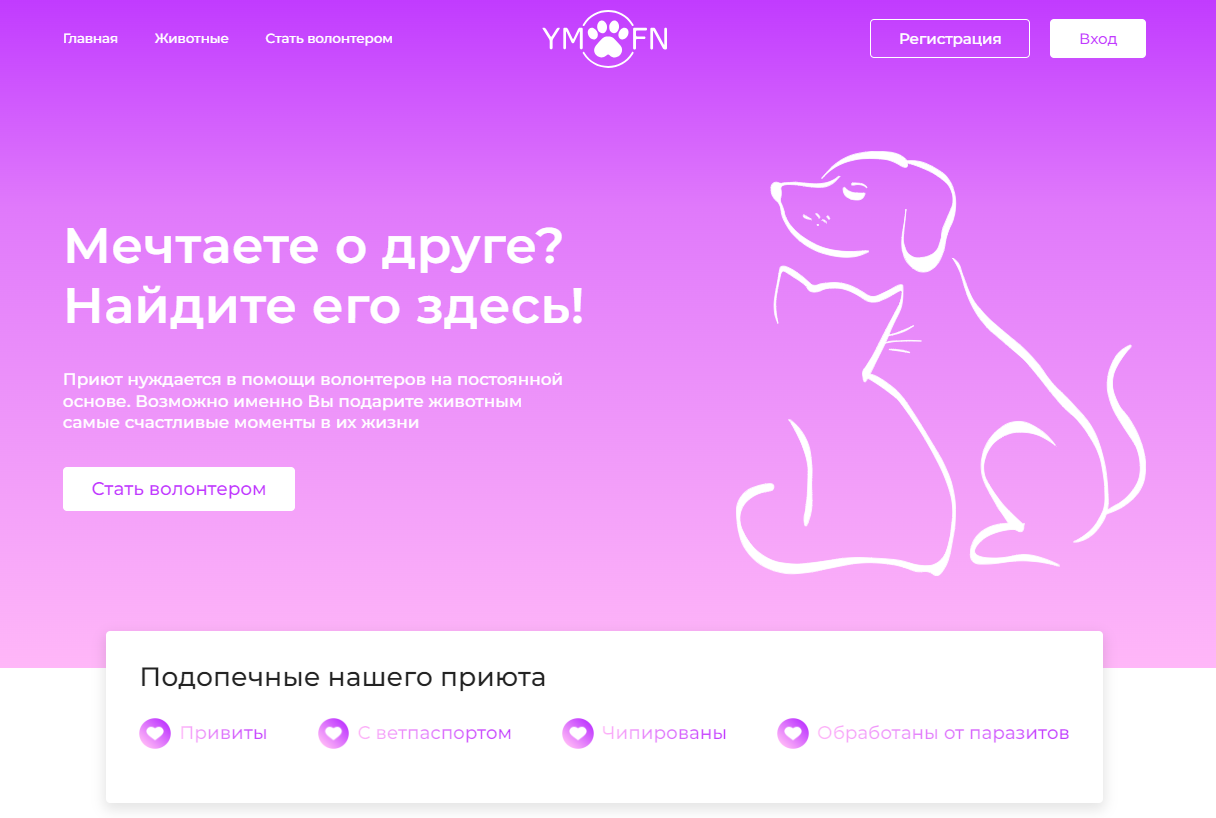 Главная Животные Стать волонтером YM FN Регистрация Вход
Мечтаете о друге?
Найдите его здесь!
Приют нуждается в помощи волонтеров на постоянной
основе. Возможно именно Вы подарите животным
самые счастливые моменты в их жизни
Стать волонтером
Подопечные нашего приюта
Привиты С ветпаспортом Чипированы Обработаны от паразитов